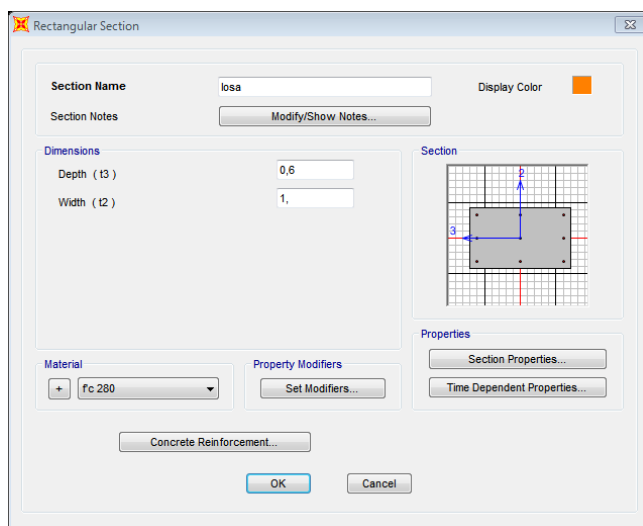 Rectangular Section
Section Name
losa
Display Color
Section Notes
Modify/Show Notes...
Dimensions
Depth ( t3 )
0,6
Width ( t2 )
1,
Section
2
3
Properties
Section Properties...
Time Dependent Properties...
Material
+
f'c 280
Property Modifiers
Set Modifiers...
Concrete Reinforcement...
OK
Cancel